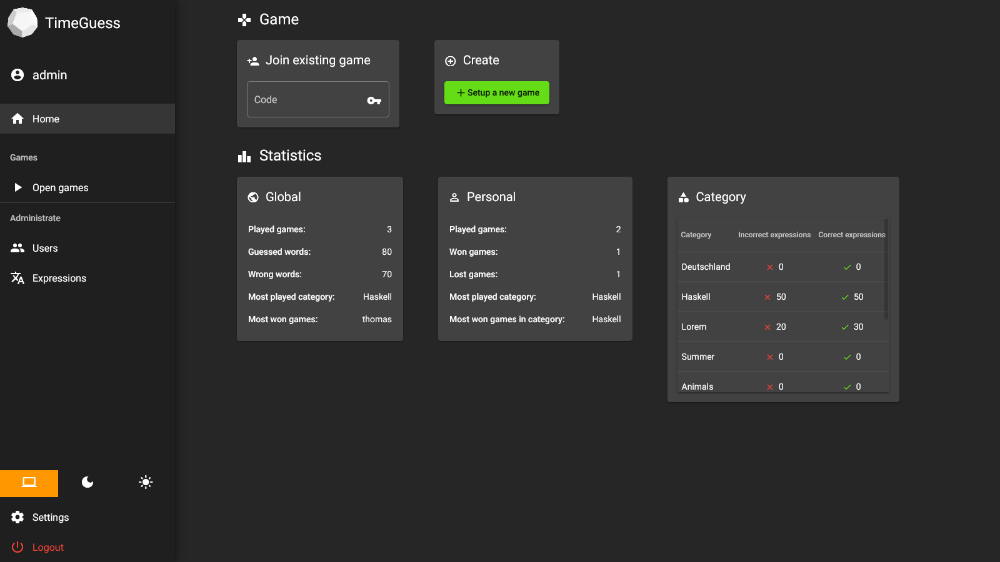 TimeGuess
admin
Home
Games
Open games
Administrate
Users
Expressions
Settings
Logout
Game
Join existing game
Code
Create
Setup a new game
Statistics
Global
Played games: 3
Guessed words: 80
Wrong words: 70
Most played category: Haskell
Most won games: thomas
Personal
Played games: 2
Won games: 1
Lost games: 1
Most played category: Haskell
Most won games in category: Haskell
Category
Category Incorrect expressions Correct expressions
Deutschland 0 0
Haskell 50 50
Lorem 20 30
Summer 0 0
Animals 0 0